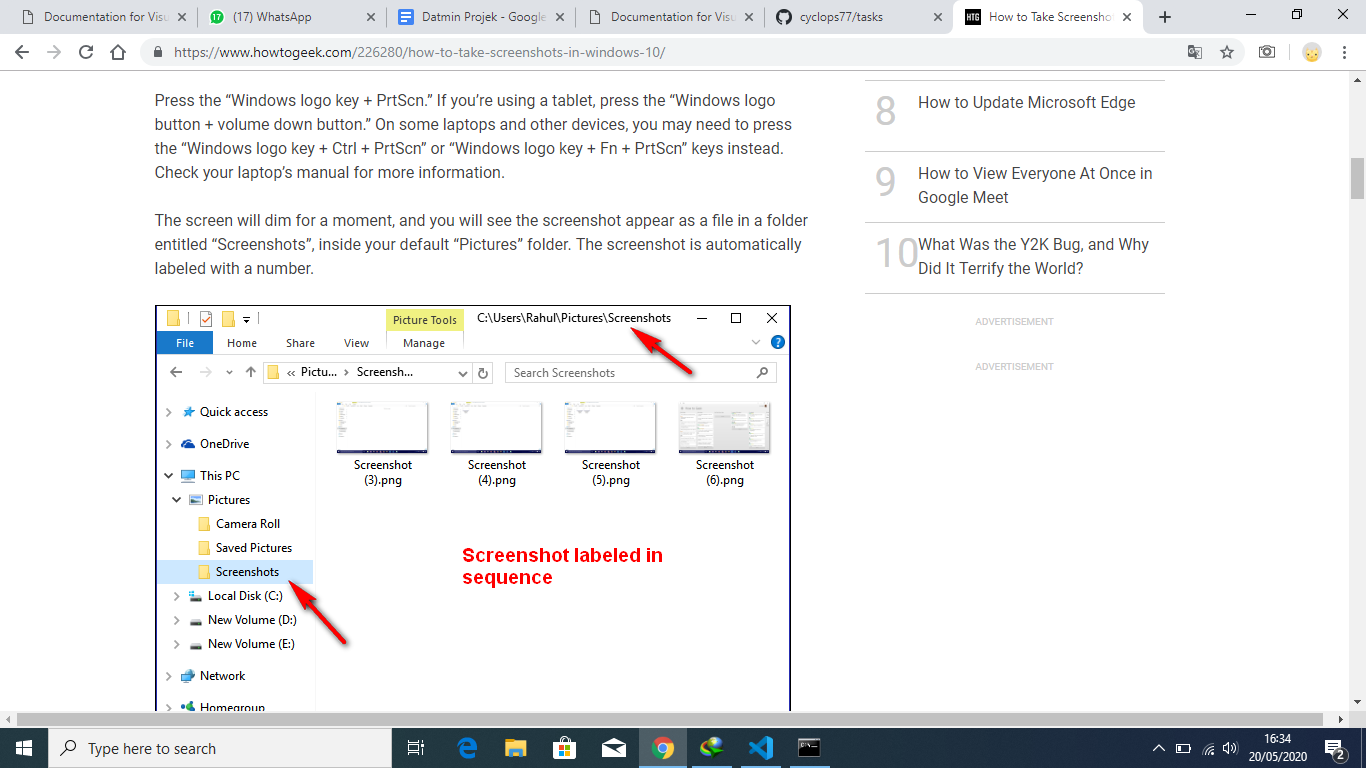 Documentation for Visu
(17) WhatsApp
Datmin Projek - Google
Documentation for Visu
cyclops77/tasks
HTG How to Take Screensho
https://www.howtogeek.com/226280/how-to-take-screenshots-in-windows-10/
Press the “Windows logo key + PrtScn.” If you’re using a tablet, press the “Windows logo
button + volume down button.” On some laptops and other devices, you may need to press
the “Windows logo key + Ctrl + PrtScn” or “Windows logo key + Fn + PrtScn” keys instead.
Check your laptop’s manual for more information.
The screen will dim for a moment, and you will see the screenshot appear as a file in a folder
entitled “Screenshots”, inside your default “Pictures” folder. The screenshot is automatically
labeled with a number.
Picture Tools C:\Users\Rahul\Pictures\Screenshots
File Home Share View Manage
« Pictu... Screensh... Search Screenshots
Quick access
OneDrive
This PC
Pictures
Camera Roll
Saved Pictures
Screenshots
Local Disk (C:)
New Volume (D:)
New Volume (E:)
Network
Homegroup
Screenshot Screenshot Screenshot Screenshot
(3).png (4).png (5).png (6).png
Screenshot labeled in
sequence
8 How to Update Microsoft Edge
9 How to View Everyone At Once in
Google Meet
10 What Was the Y2K Bug, and Why
Did It Terrify the World?
ADVERTISEMENT
ADVERTISEMENT
Type here to search
16:34
20/05/2020
2